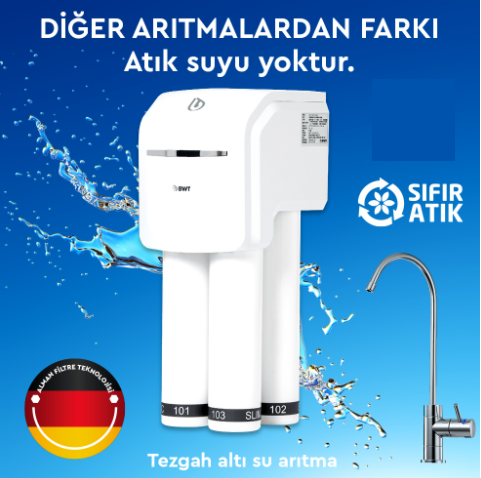 DİĞER ARITMALARDAN FARKI
Atık suyu yoktur.
BWT
SIFIR
ATIK
ALMAN FİLTRE TEKNOLOJİSİ
C 101
103 SLIM
102
Tezgah altı su arıtma